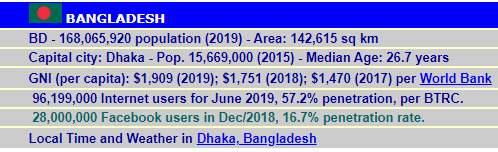 BANGLADESH
BD - 168,065,920 population (2019) - Area: 142,615 sq km
Capital city: Dhaka - Pop. 15,669,000 (2015) - Median Age: 26.7 years
GNI (per capita): $1,909 (2019); $1,751 (2018); $1,470 (2017) per World Bank
96,199,000 Internet users for June 2019, 57.2% penetration, per BTRC.
28,000,000 Facebook users in Dec/2018, 16.7% penetration rate.
Local Time and Weather in Dhaka, Bangladesh